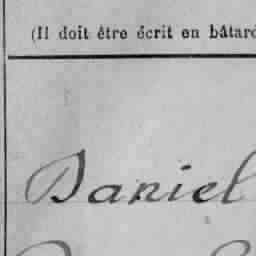 (Il doit être écrit en bâtard
Daniel